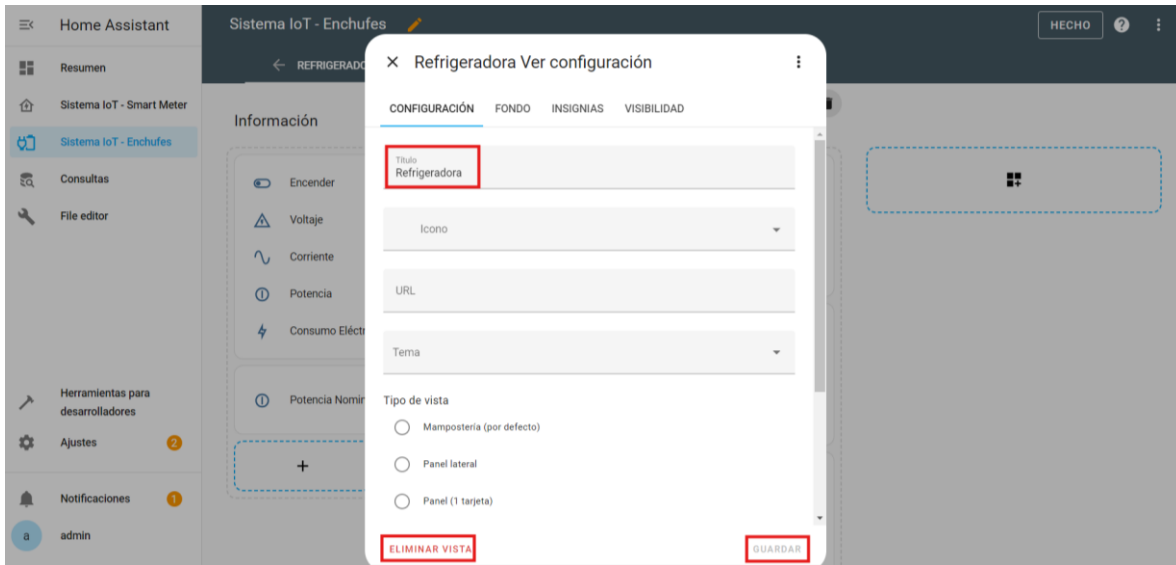 Home Assistant
Resumen
Sistema IoT - Smart Meter
Sistema IoT - Enchufes
Consultas
File editor
Herramientas para
desarrolladores
Ajustes
2
Notificaciones
1
a
admin
Sistema IoT - Enchufes
HECHO
REFRIGERADO
Información
Encender
Voltaje
Corriente
Potencia
Consumo Eléctr
Potencia Nomin
Refrigeradora Ver configuración
CONFIGURACIÓN
FONDO
INSIGNIAS
VISIBILIDAD
Título
Refrigeradora
Icono
URL
Tema
Tipo de vista
Mampostería (por defecto)
Panel lateral
Panel (1 tarjeta)
ELIMINAR VISTA
GUARDAR